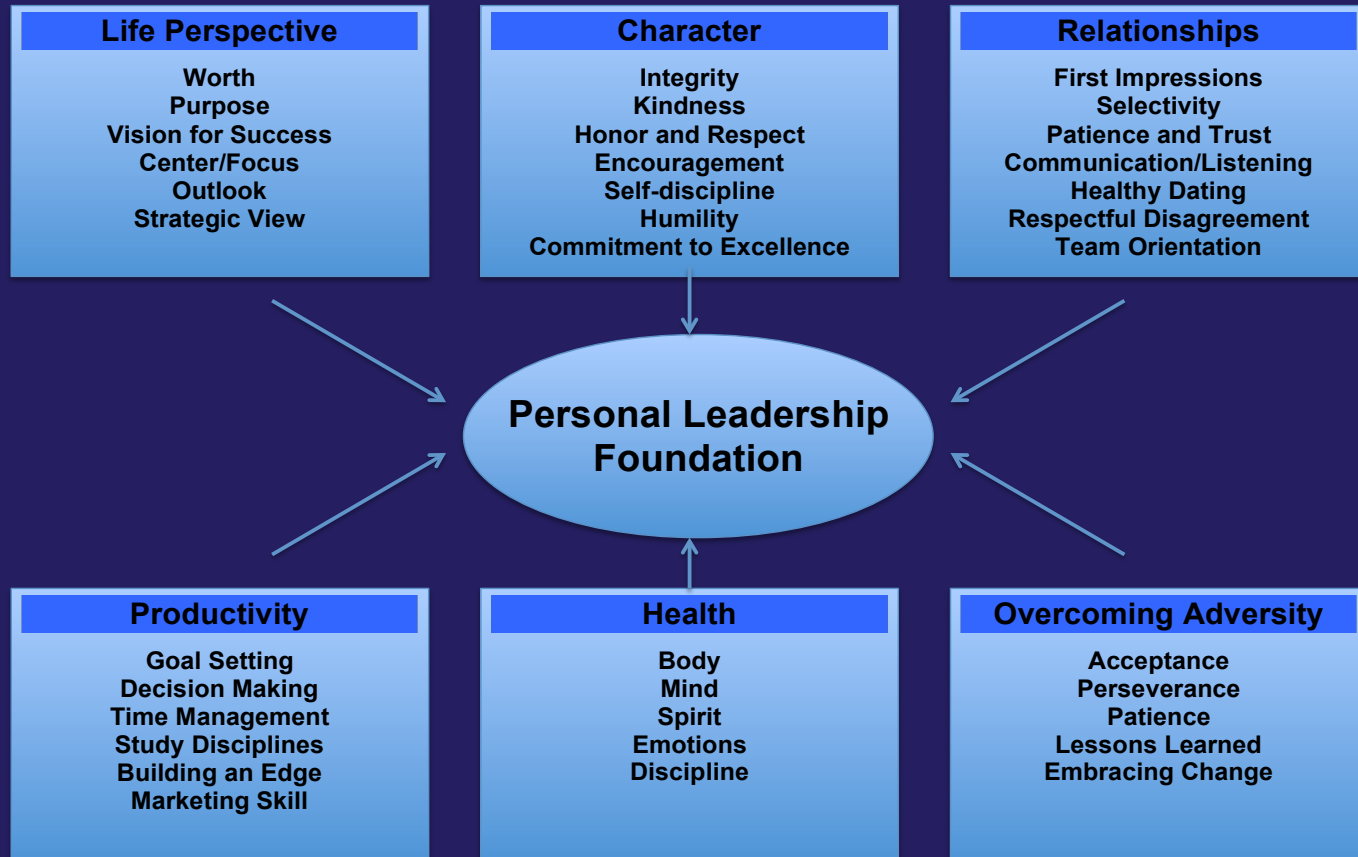 Life Perspective
Worth
Purpose
Vision for Success
Center/Focus
Outlook
Strategic View
Character
Integrity
Kindness
Honor and Respect
Encouragement
Self-discipline
Humility
Commitment to Excellence
Relationships
First Impressions
Selectivity
Patience and Trust
Communication/Listening
Healthy Dating
Respectful Disagreement
Team Orientation
Personal Leadership
Foundation
Productivity
Goal Setting
Decision Making
Time Management
Study Disciplines
Building an Edge
Marketing Skill
Health
Body
Mind
Spirit
Emotions
Discipline
Overcoming Adversity
Acceptance
Perseverance
Patience
Lessons Learned
Embracing Change